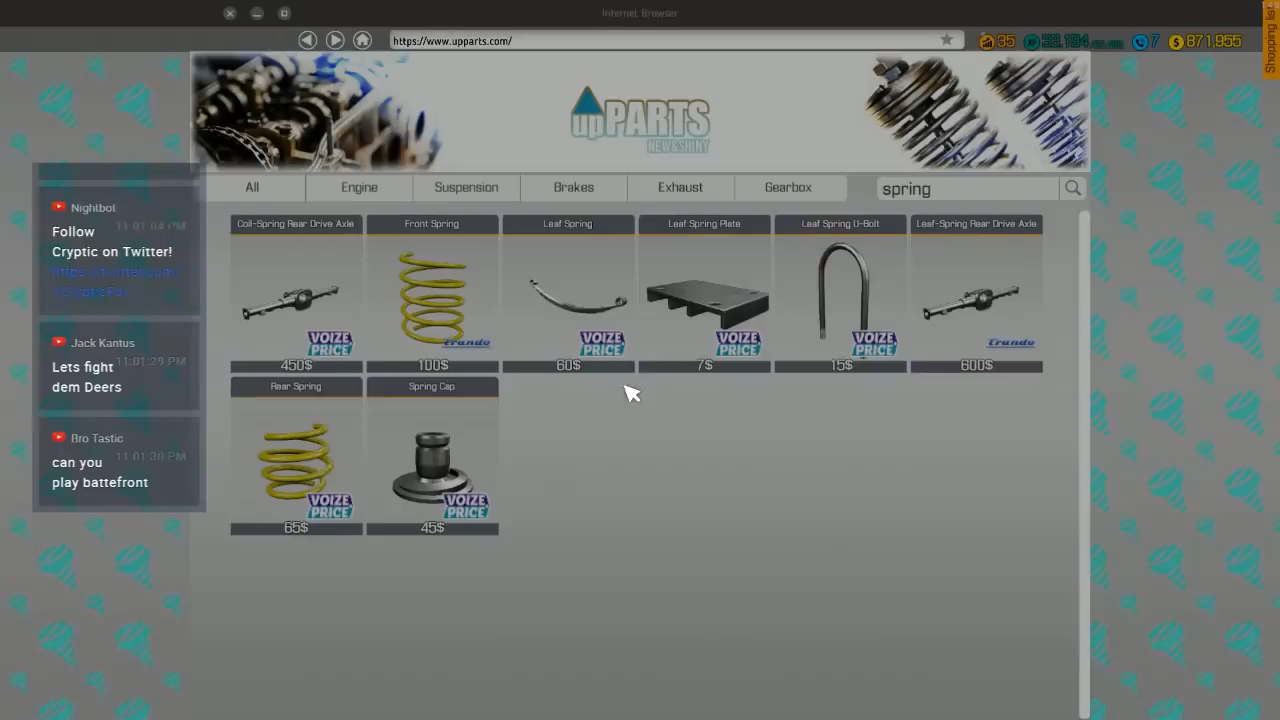 Internet Browser
https://www.upparts.com/
35
7
871,955
Shopping list
upPARTS
NEW&SHINY
All
Engine
Suspension
Brakes
Exhaust
Gearbox
spring
Nightbot
11:01:04 PM
Follow
Cryptic on Twitter!
Jack Kantus
11:01:29 PM
Lets fight
dem Deers
Bro Tastic
11:01:30 PM
can you
play battefront
Coil-Spring Rear Drive Axle
VOIZE PRICE
450$
Front Spring
Trando
100$
Leaf Spring
VOIZE PRICE
60$
Leaf Spring Plate
VOIZE PRICE
7$
Leaf Spring U-Bolt
VOIZE PRICE
15$
Leaf-Spring Rear Drive Axle
Trando
600$
Rear Spring
VOIZE PRICE
65$
Spring Cap
VOIZE PRICE
45$